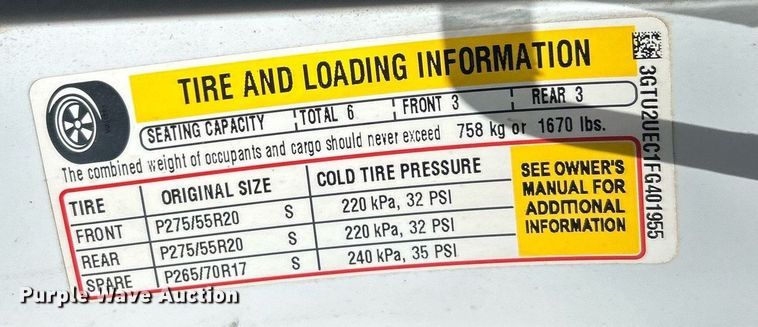 TIRE AND LOADING INFORMATION
SEATING CAPACITY TOTAL 6 FRONT 3 REAR 3
The combined weight of occupants and cargo should never exceed 758 kg or 1670 lbs.
TIRE ORIGINAL SIZE COLD TIRE PRESSURE
FRONT P275/55R20 S 220 kPa, 32 PSI
REAR P275/55R20 S 220 kPa, 32 PSI
SPARE P265/70R17 S 240 kPa, 35 PSI
SEE OWNER'S
MANUAL FOR
ADDITIONAL
INFORMATION
3GTU2UEC1FG401955
Purple Wave Auction